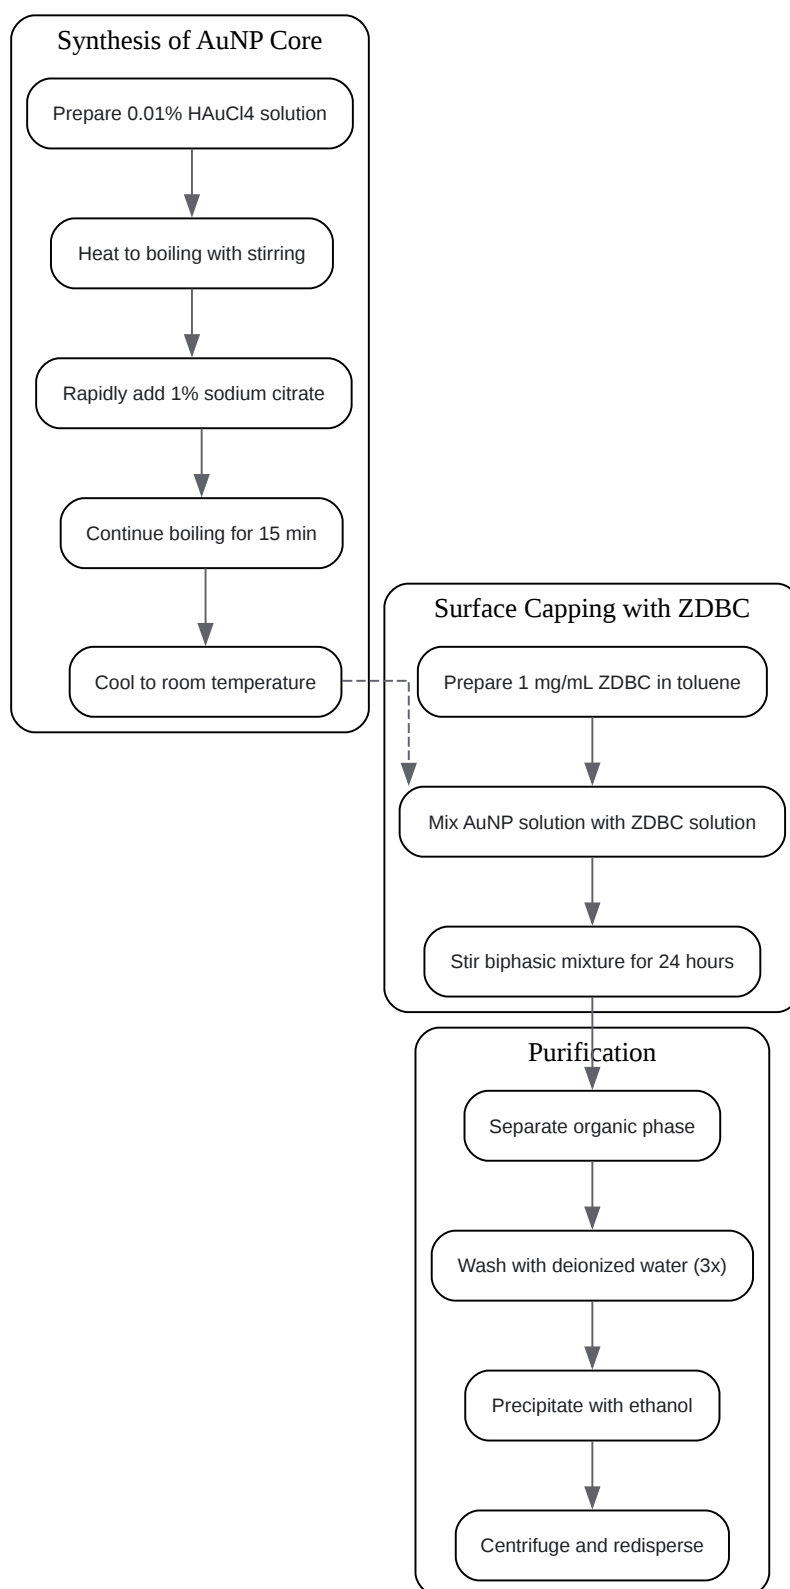 Synthesis of AuNP Core
Prepare 0.01% HAuCl4 solution
Heat to boiling with stirring
Rapidly add 1% sodium citrate
Continue boiling for 15 min
Cool to room temperature
Surface Capping with ZDBC
Prepare 1 mg/mL ZDBC in toluene
Mix AuNP solution with ZDBC solution
Stir biphasic mixture for 24 hours
Purification
Separate organic phase
Wash with deionized water (3x)
Precipitate with ethanol
Centrifuge and redisperse